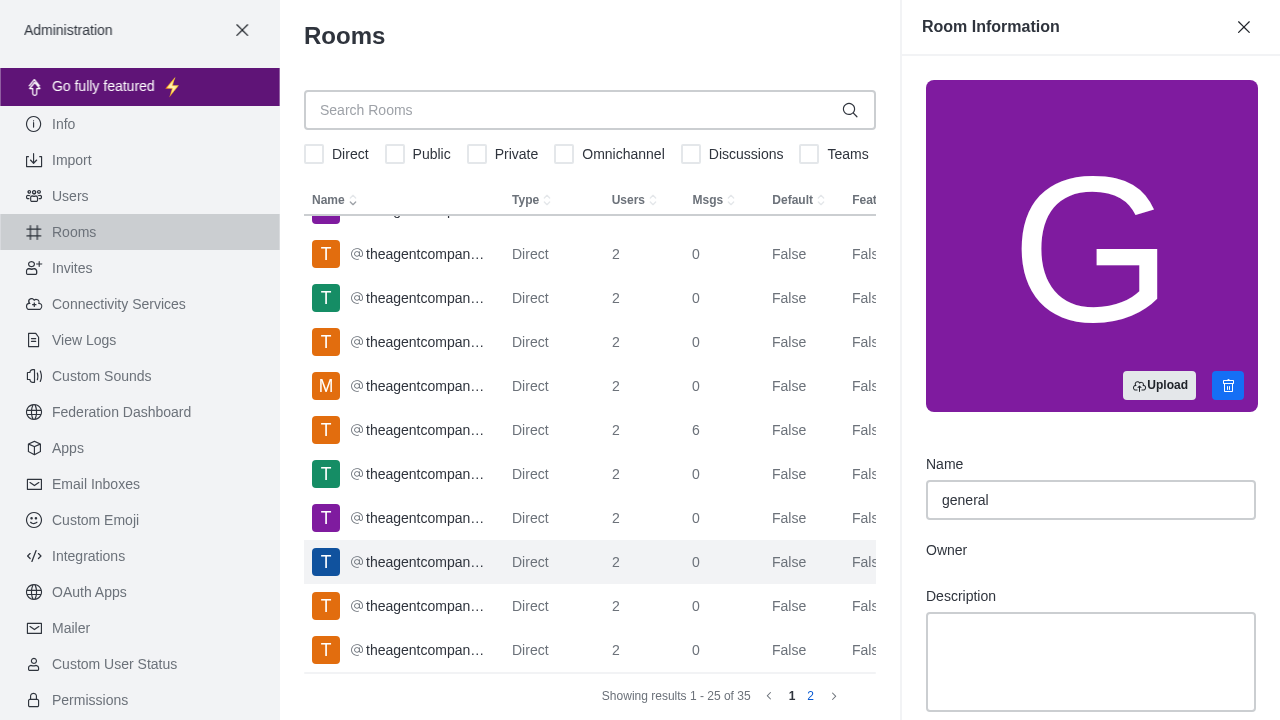 Administration
Go fully featured ⚡
Info
Import
Users
Rooms
Invites
Connectivity Services
View Logs
Custom Sounds
Federation Dashboard
Apps
Email Inboxes
Custom Emoji
Integrations
OAuth Apps
Mailer
Custom User Status
Permissions
Rooms
Search Rooms
Direct Public Private Omnichannel Discussions Teams
Name Type Users Msgs Default Feat
T @theagentcompan… Direct 2 0 False Fals
T @theagentcompan… Direct 2 0 False Fals
T @theagentcompan… Direct 2 0 False Fals
M @theagentcompan… Direct 2 0 False Fals
T @theagentcompan… Direct 2 6 False Fals
T @theagentcompan… Direct 2 0 False Fals
T @theagentcompan… Direct 2 0 False Fals
T @theagentcompan… Direct 2 0 False Fals
T @theagentcompan… Direct 2 0 False Fals
T @theagentcompan… Direct 2 0 False Fals
Showing results 1 - 25 of 35 1 2
Room Information
G
Upload
Name
general
Owner
Description